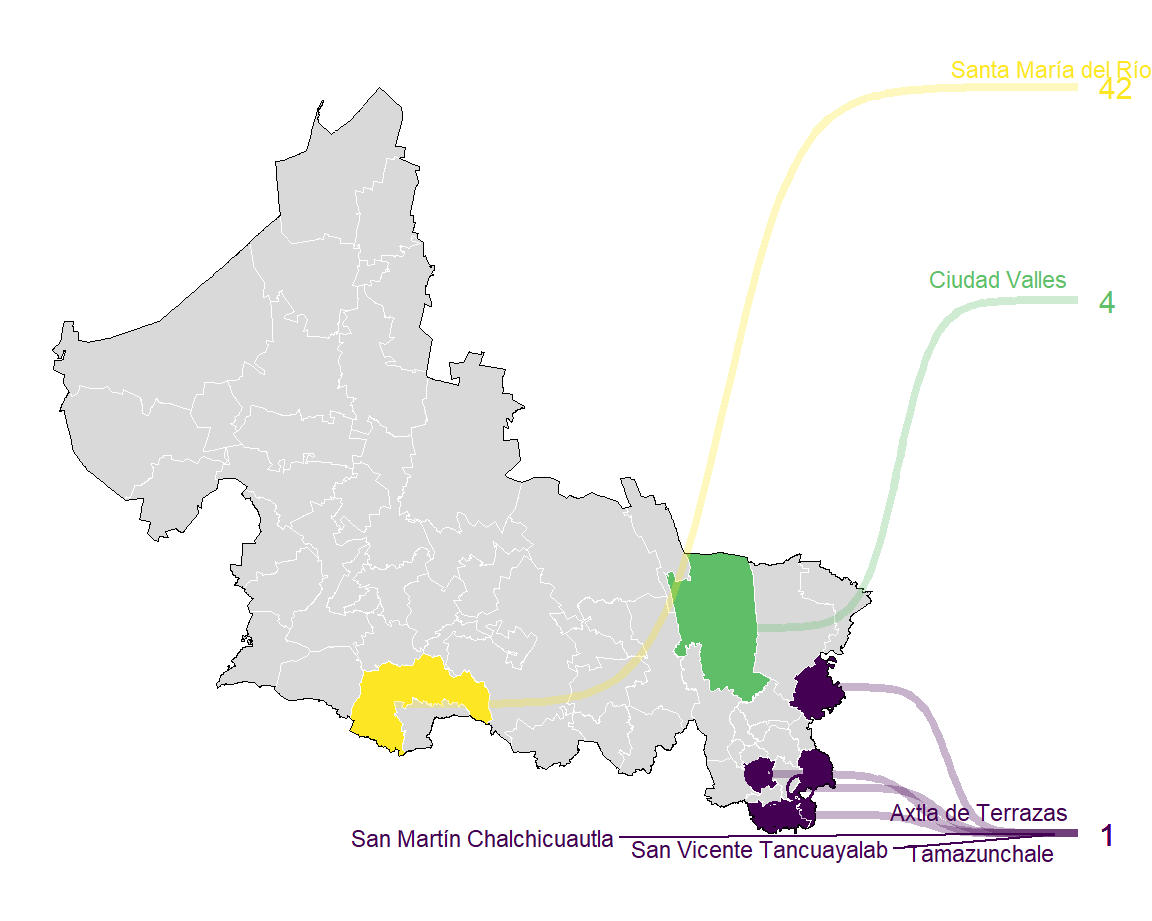 Santa María del Río
42
Ciudad Valles
4
Axtla de Terrazas
1
San Martín Chalchicuautla
San Vicente Tancuayalab
Tamazunchale